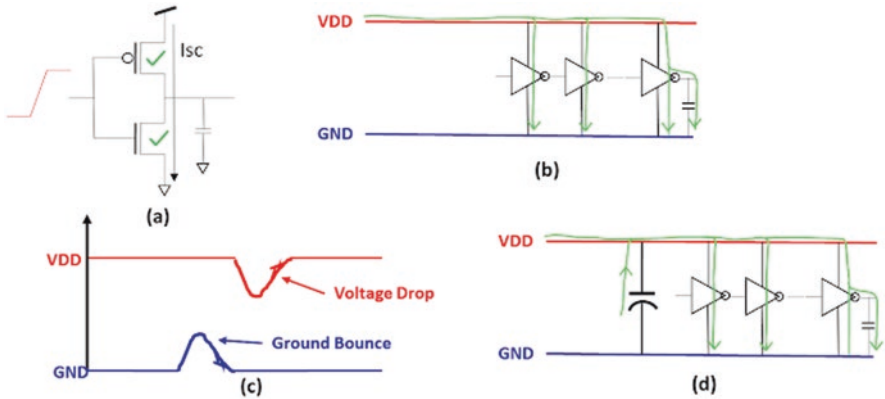 Isc
(a)
VDD
GND
(b)
VDD
Voltage Drop
Ground Bounce
GND
(c)
VDD
GND
(d)